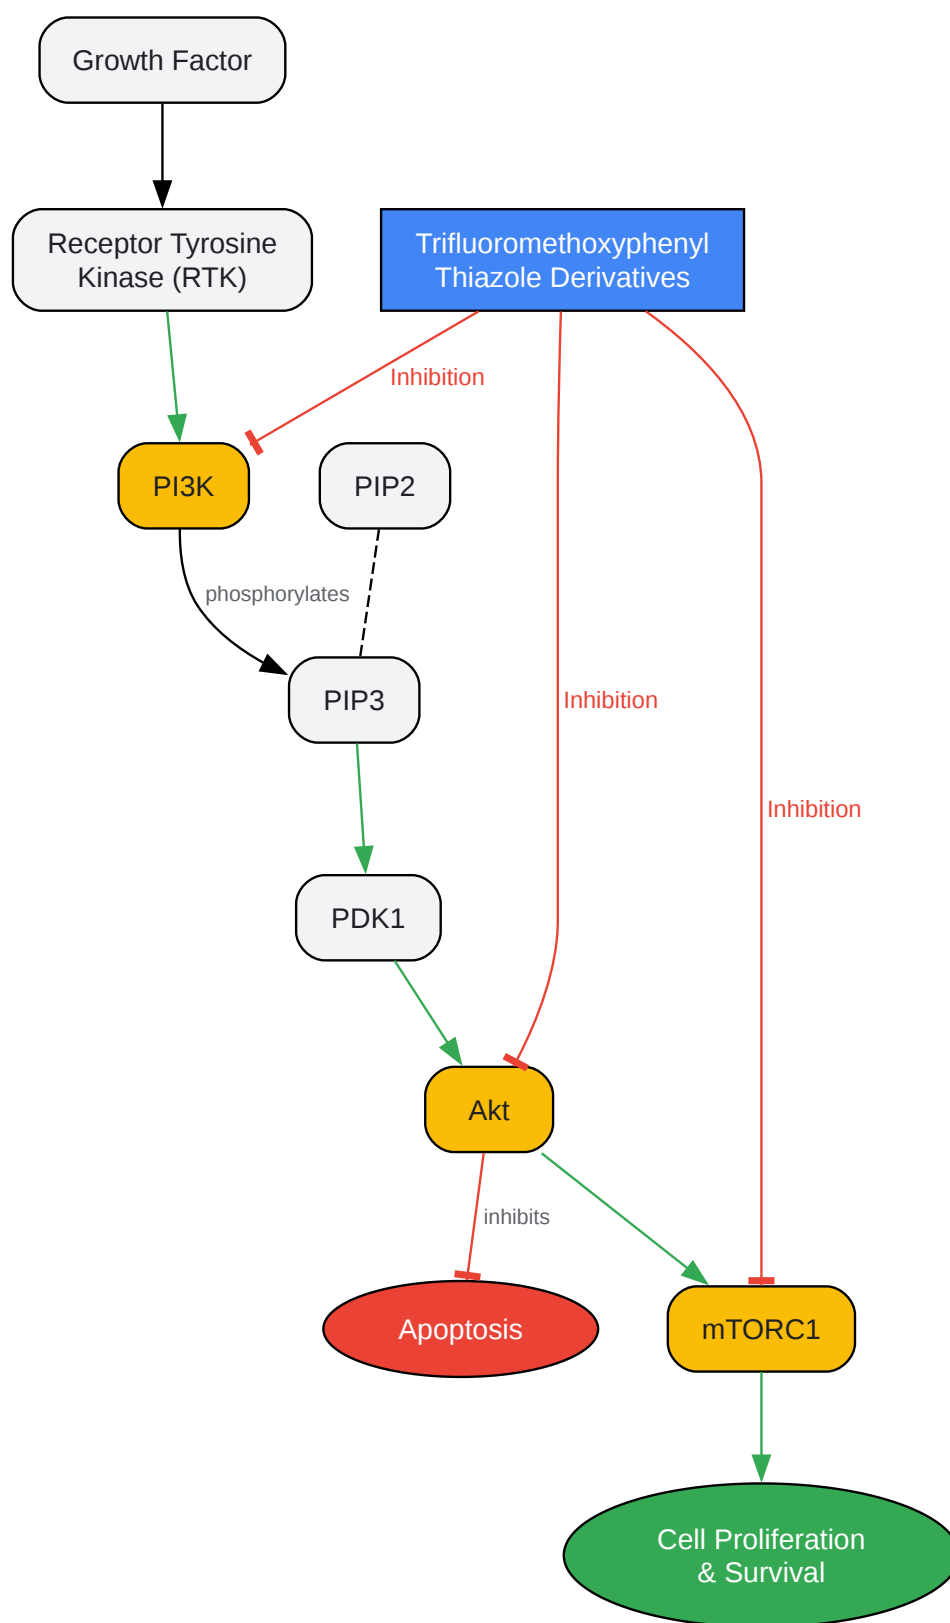 Growth Factor
Receptor Tyrosine
Kinase (RTK)
Trifluoromethoxyphenyl
Thiazole Derivatives
Inhibition
PI3K
PIP2
phosphorylates
PIP3
Inhibition
Inhibition
PDK1
Akt
inhibits
Apoptosis
mTORC1
Cell Proliferation
& Survival